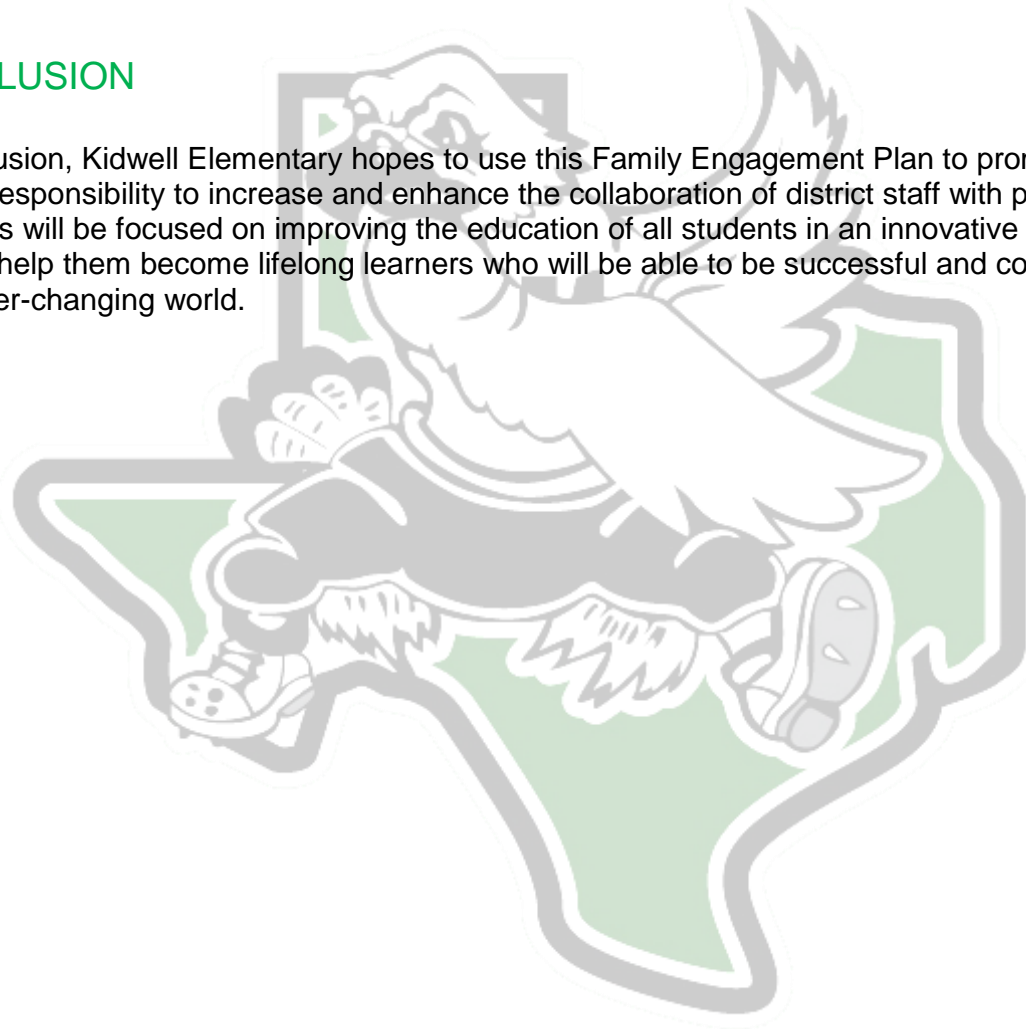 LUSION
usion, Kidwell Elementary hopes to use this Family Engagement Plan to pro
esponsibility to increase and enhance the collaboration of district staff with p
s will be focused on improving the education of all students in an innovative
help them become lifelong learners who will be able to be successful and co
er-changing world.